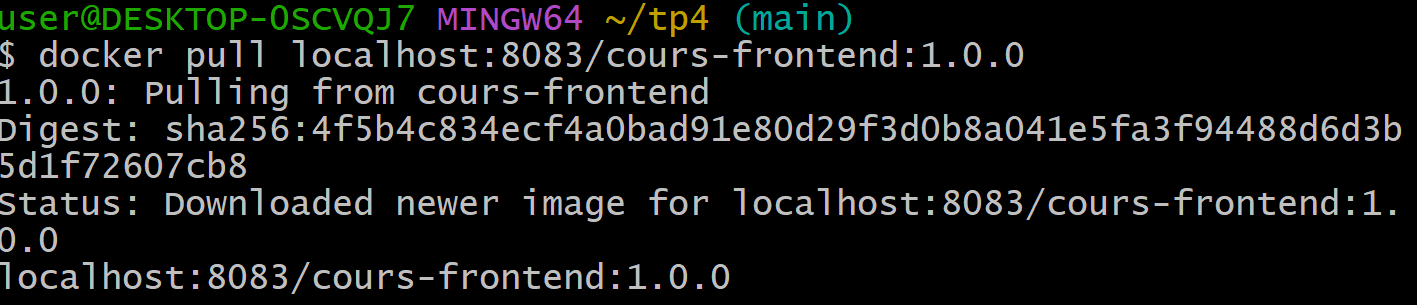 user@DESKTOP-0SCVQJ7 MINGW64 ~/tp4 (main)
$ docker pull localhost:8083/cours-frontend:1.0.0
1.0.0: Pulling from cours-frontend
Digest: sha256:4f5b4c834ecf4a0bad91e80d29f3d0b8a041e5fa3f94488d6d3b
5d1f72607cb8
Status: Downloaded newer image for localhost:8083/cours-frontend:1.
0.0
localhost:8083/cours-frontend:1.0.0